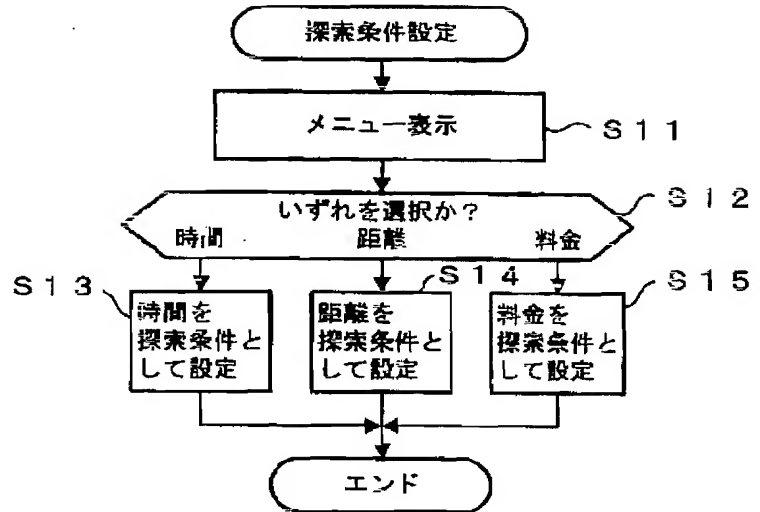 探索条件設定
メニュー表示
S11
いずれを選択か？
S12
時間
距離
料金
S13
S14
S15
時間を
探索条件と
して設定
距離を
探索条件と
して設定
料金を
探索条件と
して設定
エンド